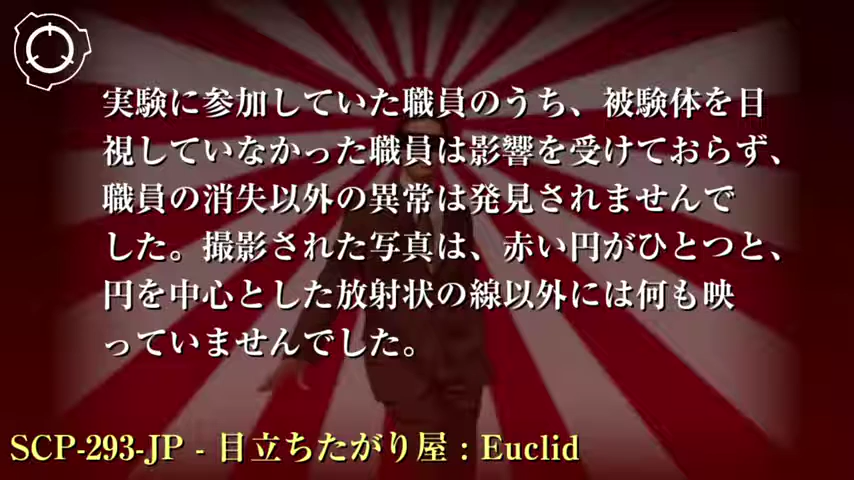 実験に参加していた職員のうち、被験体を目
視していなかった職員は影響を受けておらず、
職員の消失以外の異常は発見されませんで
した。撮影された写真は、赤い円がひとつと、
円を中心とした放射状の線以外には何も映
っていませんでした。
SCP-293-JP - 目立ちたがり屋 : Euclid